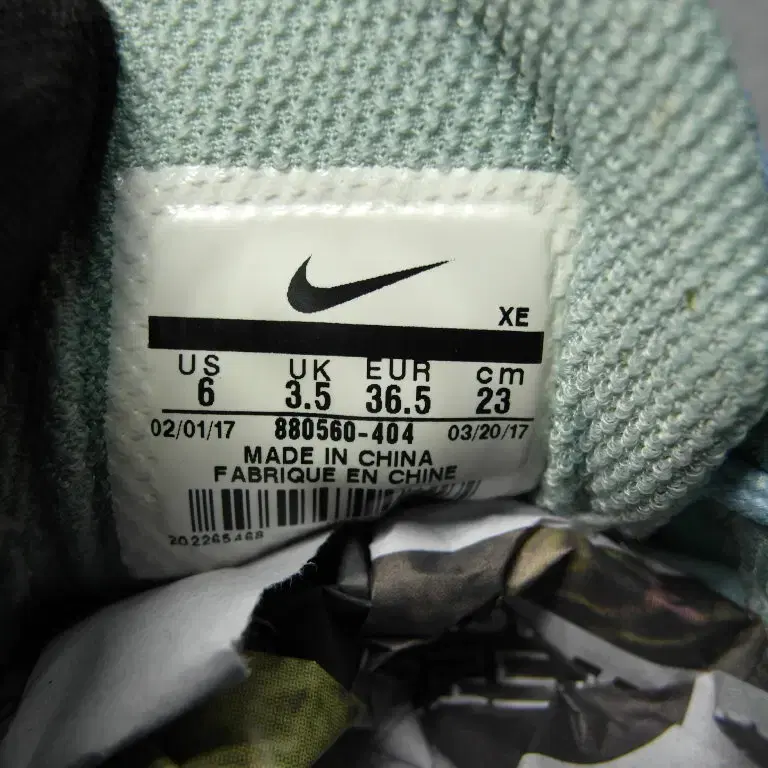 XE
US UK EUR cm
6 3.5 36.5 23
02/01/17 880560-404 03/20/17
MADE IN CHINA
FABRIQUE EN CHINE
202265468